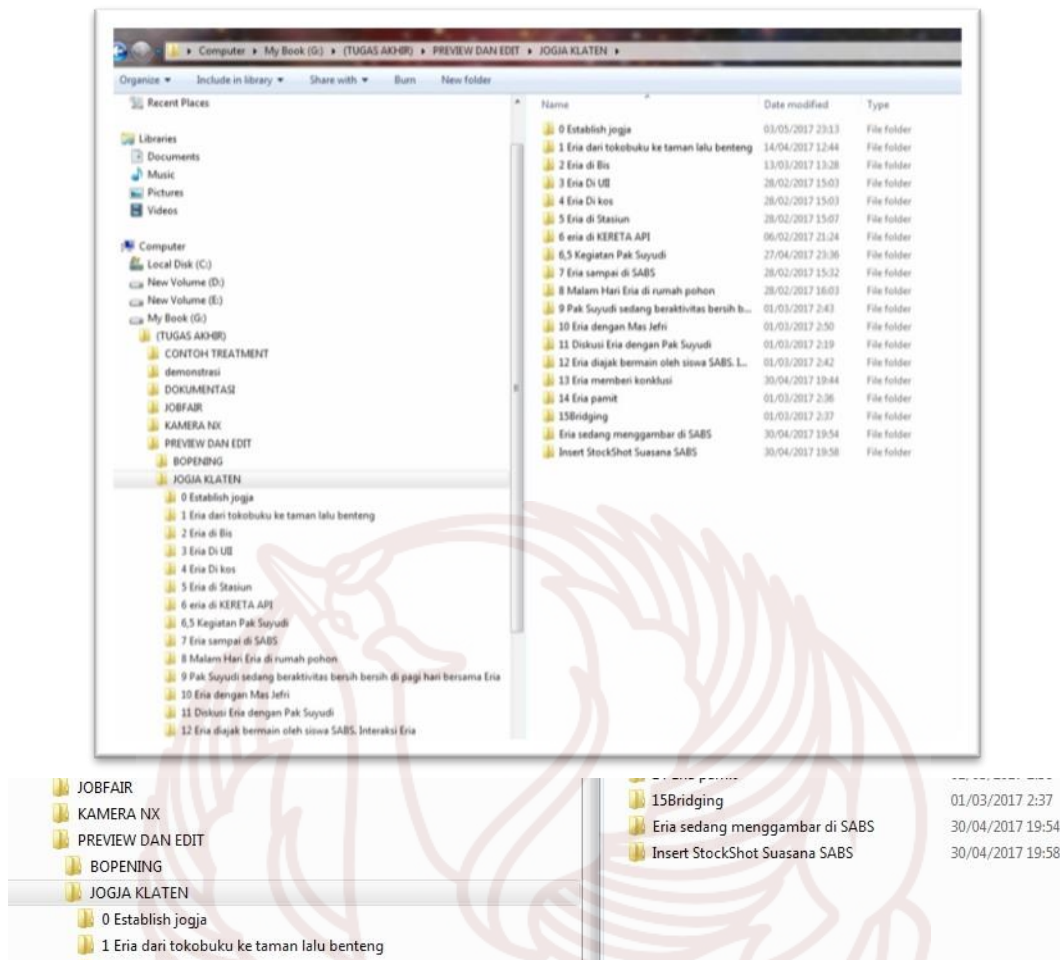 Computer ▸ My Book (G:) ▸ (TUGAS AKHIR) ▸ PREVIEW DAN EDIT ▸ JOGJA KLATEN ▸
Organize Include in library Share with Burn New folder
Recent Places
Libraries
Documents
Music
Pictures
Videos
Computer
Local Disk (C:)
New Volume (D:)
New Volume (E:)
My Book (G:)
(TUGAS AKHIR)
CONTOH TREATMENT
demonstrasi
DOKUMENTASI
JOBFAIR
KAMERA NX
PREVIEW DAN EDIT
BOPENING
JOGJA KLATEN
0 Establish jogja
1 Eria dari tokobuku ke taman lalu benteng
2 Eria di Bis
3 Eria Di UII
4 Eria Di kos
5 Eria di Stasiun
6 eria di KERETA API
6,5 Kegiatan Pak Suyudi
7 Eria sampai di SABS
8 Malam Hari Eria di rumah pohon
9 Pak Suyudi sedang beraktivitas bersih bersih di pagi hari bersama Eria
10 Eria dengan Mas Jefri
11 Diskusi Eria dengan Pak Suyudi
12 Eria diajak bermain oleh siswa SABS. Interaksi Eria
Name Date modified Type
0 Establish jogja 03/05/2017 23:13 File folder
1 Eria dari tokobuku ke taman lalu benteng 14/04/2017 12:44 File folder
2 Eria di Bis 13/03/2017 13:28 File folder
3 Eria Di UII 28/02/2017 15:03 File folder
4 Eria Di kos 28/02/2017 15:03 File folder
5 Eria di Stasiun 28/02/2017 15:07 File folder
6 eria di KERETA API 06/02/2017 21:24 File folder
6,5 Kegiatan Pak Suyudi 27/04/2017 23:36 File folder
7 Eria sampai di SABS 28/02/2017 15:32 File folder
8 Malam Hari Eria di rumah pohon 28/02/2017 16:03 File folder
9 Pak Suyudi sedang beraktivitas bersih b... 01/03/2017 2:43 File folder
10 Eria dengan Mas Jefri 01/03/2017 2:50 File folder
11 Diskusi Eria dengan Pak Suyudi 01/03/2017 2:19 File folder
12 Eria diajak bermain oleh siswa SABS. I... 01/03/2017 2:42 File folder
13 Eria memberi konklusi 30/04/2017 19:44 File folder
14 Eria pamit 01/03/2017 2:36 File folder
15Bridging 01/03/2017 2:37 File folder
Eria sedang menggambar di SABS 30/04/2017 19:54 File folder
Insert StockShot Suasana SABS 30/04/2017 19:58 File folder
JOBFAIR
KAMERA NX
PREVIEW DAN EDIT
BOPENING
JOGJA KLATEN
0 Establish jogja
1 Eria dari tokobuku ke taman lalu benteng
15Bridging 01/03/2017 2:37
Eria sedang menggambar di SABS 30/04/2017 19:54
Insert StockShot Suasana SABS 30/04/2017 19:58